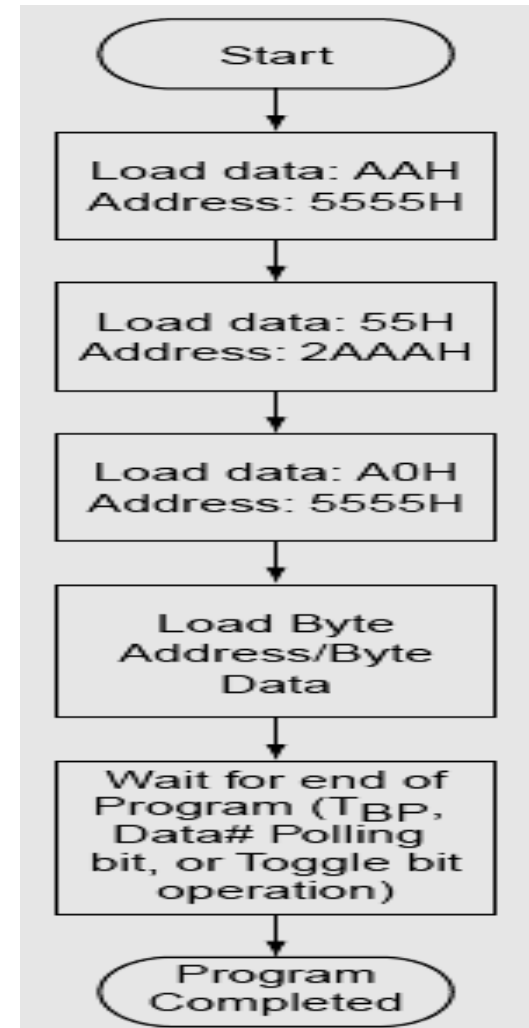 Start
Load data: AAH
Address: 5555H
Load data: 55H
Address: 2AAAH
Load data: A0H
Address: 5555H
Load Byte
Address/Byte
Data
Wait for end of
Program (TBP,
Data# Polling
bit, or Toggle bit
operation)
Program
Completed